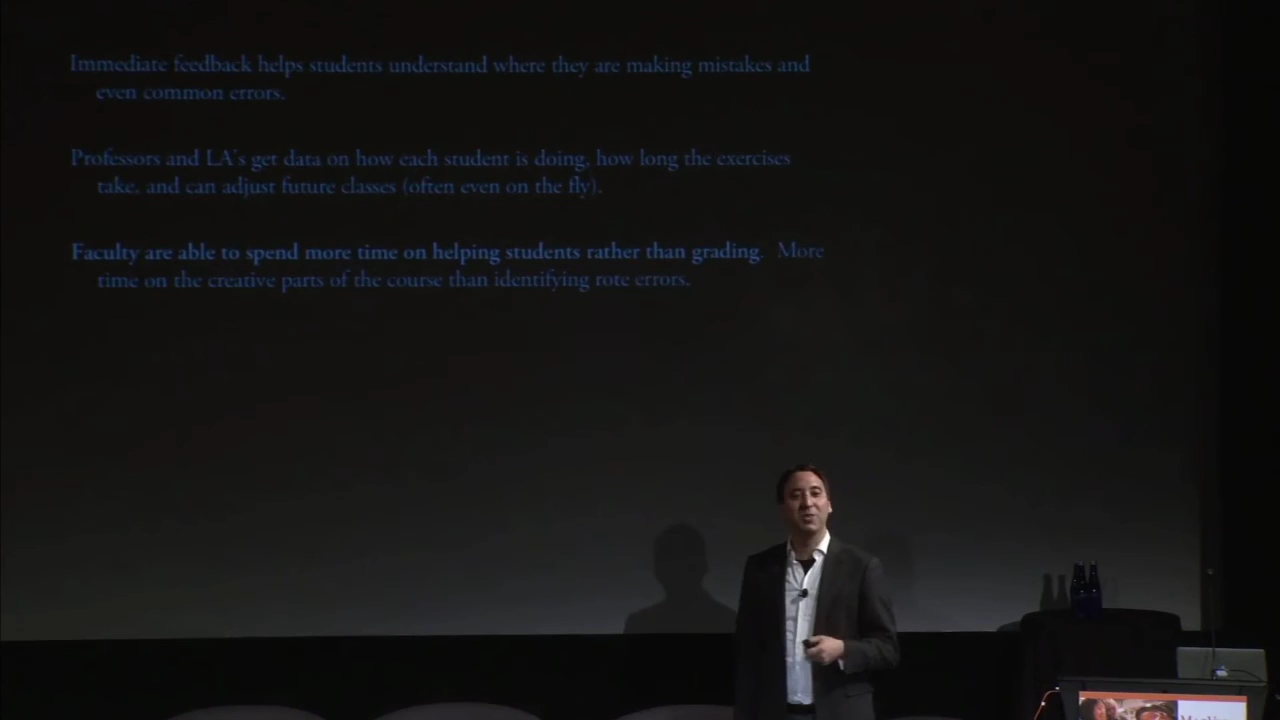 Immediate feedback helps students understand where they are making mistakes and
even common errors.
Professors and LA's get data on how each student is doing, how long the exercises
take, and can adjust future classes (often even on the fly).
Faculty are able to spend more time on helping students rather than grading. More
time on the creative parts of the course than identifying rote errors.